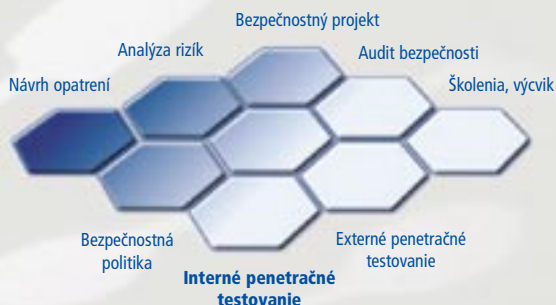 Bezpečnostný projekt
Analýza rizík
Audit bezpečnosti
Návrh opatrení
Školenia, výcvik
Bezpečnostná
politika
Externé penetračné
testovanie
Interné penetračné
testovanie